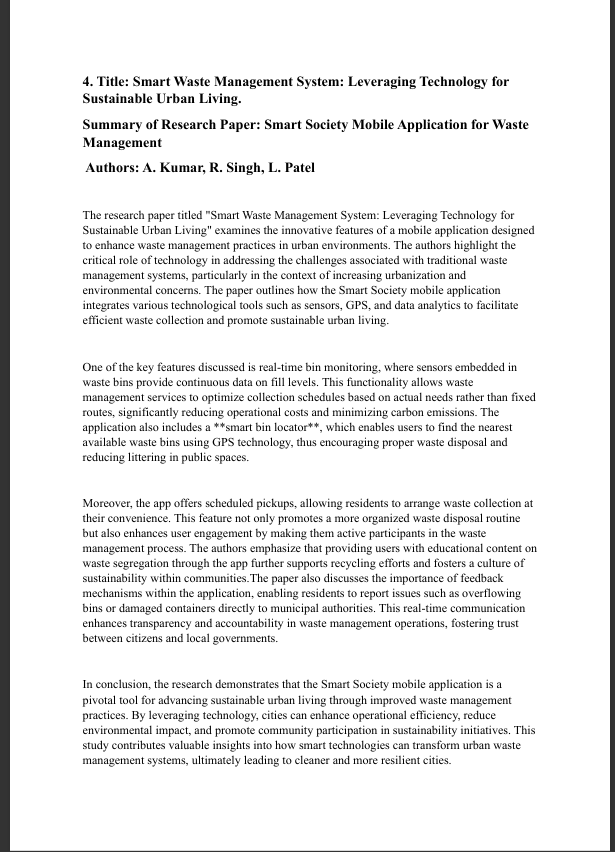 4. Title: Smart Waste Management System: Leveraging Technology for
Sustainable Urban Living.
Summary of Research Paper: Smart Society Mobile Application for Waste
Management
Authors: A. Kumar, R. Singh, L. Patel
The research paper titled "Smart Waste Management System: Leveraging Technology for
Sustainable Urban Living" examines the innovative features of a mobile application designed
to enhance waste management practices in urban environments. The authors highlight the
critical role of technology in addressing the challenges associated with traditional waste
management systems, particularly in the context of increasing urbanization and
environmental concerns. The paper outlines how the Smart Society mobile application
integrates various technological tools such as sensors, GPS, and data analytics to facilitate
efficient waste collection and promote sustainable urban living.
One of the key features discussed is real-time bin monitoring, where sensors embedded in
waste bins provide continuous data on fill levels. This functionality allows waste
management services to optimize collection schedules based on actual needs rather than fixed
routes, significantly reducing operational costs and minimizing carbon emissions. The
application also includes a **smart bin locator**, which enables users to find the nearest
available waste bins using GPS technology, thus encouraging proper waste disposal and
reducing littering in public spaces.
Moreover, the app offers scheduled pickups, allowing residents to arrange waste collection at
their convenience. This feature not only promotes a more organized waste disposal routine
but also enhances user engagement by making them active participants in the waste
management process. The authors emphasize that providing users with educational content on
waste segregation through the app further supports recycling efforts and fosters a culture of
sustainability within communities.The paper also discusses the importance of feedback
mechanisms within the application, enabling residents to report issues such as overflowing
bins or damaged containers directly to municipal authorities. This real-time communication
enhances transparency and accountability in waste management operations, fostering trust
between citizens and local governments.
In conclusion, the research demonstrates that the Smart Society mobile application is a
pivotal tool for advancing sustainable urban living through improved waste management
practices. By leveraging technology, cities can enhance operational efficiency, reduce
environmental impact, and promote community participation in sustainability initiatives. This
study contributes valuable insights into how smart technologies can transform urban waste
management systems, ultimately leading to cleaner and more resilient cities.